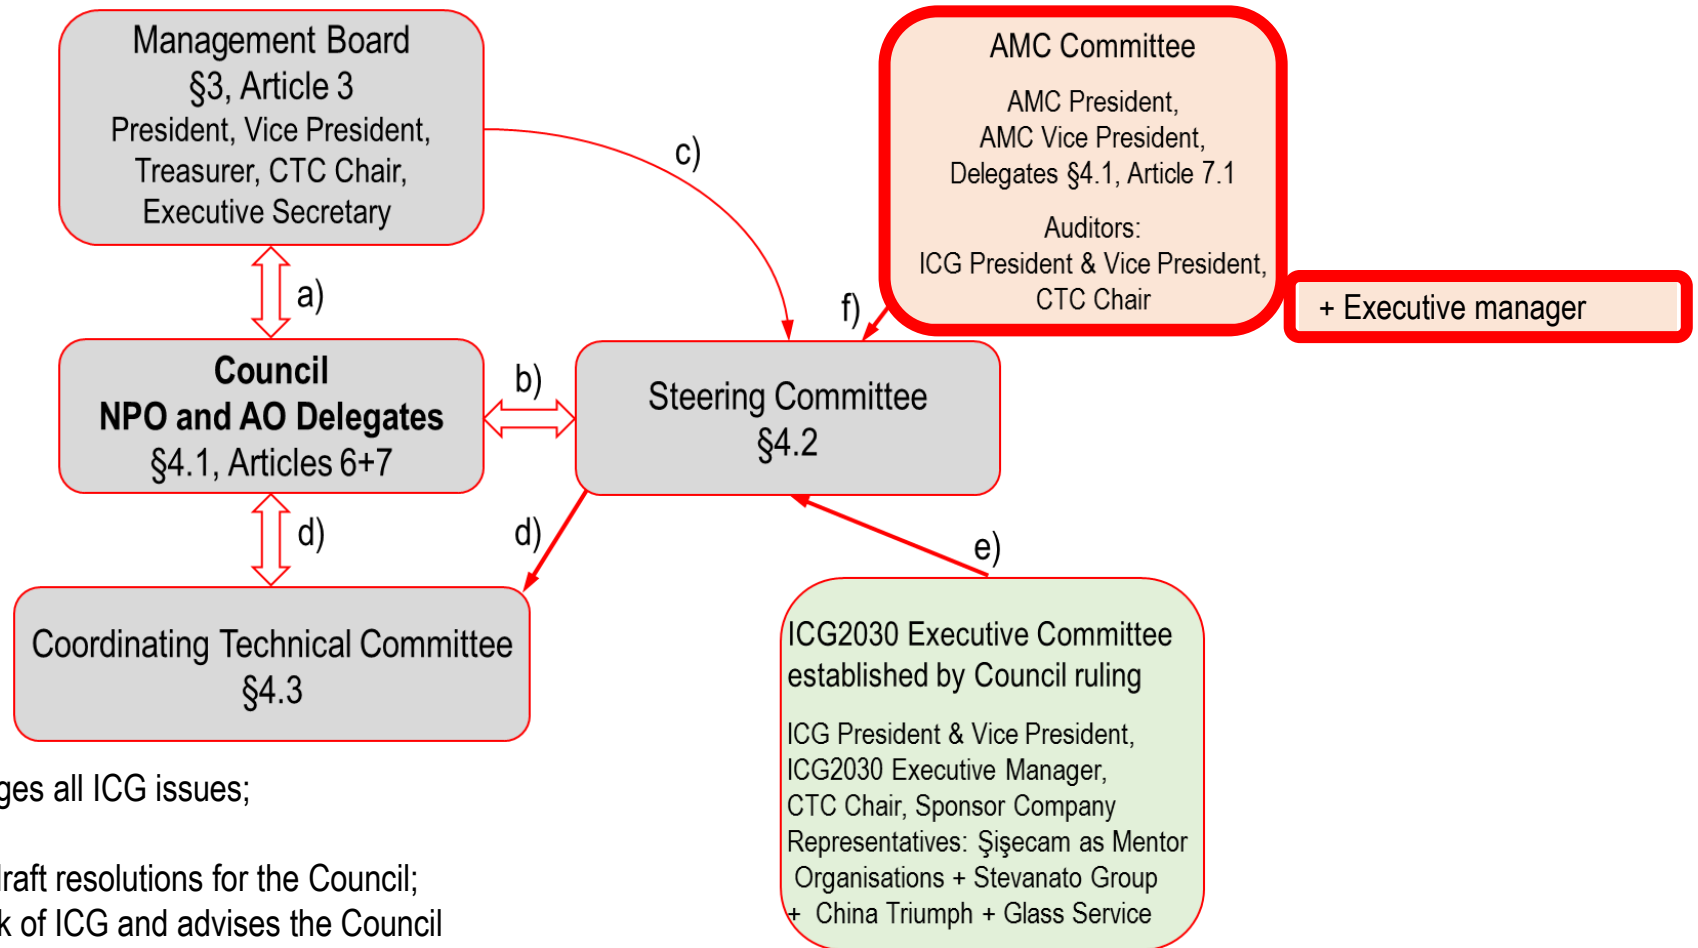 Management Board
§3, Article 3
President, Vice President,
Treasurer, CTC Chair,
Executive Secretary
AMC Committee
AMC President,
AMC Vice President,
Delegates §4.1, Article 7.1
Auditors:
ICG President & Vice President,
CTC Chair
+ Executive manager
c)
a)
f)
Council
NPO and AO Delegates
§4.1, Articles 6+7
b)
Steering Committee
§4.2
d)
d)
e)
Coordinating Technical Committee
§4.3
ICG2030 Executive Committee
established by Council ruling
ICG President & Vice President,
ICG2030 Executive Manager,
CTC Chair, Sponsor Company
Representatives: Şişecam as Mentor
Organisations + Stevanato Group
+ China Triumph + Glass Service
all ICG issues;
resolutions for the Council;
of ICG and advises the Council